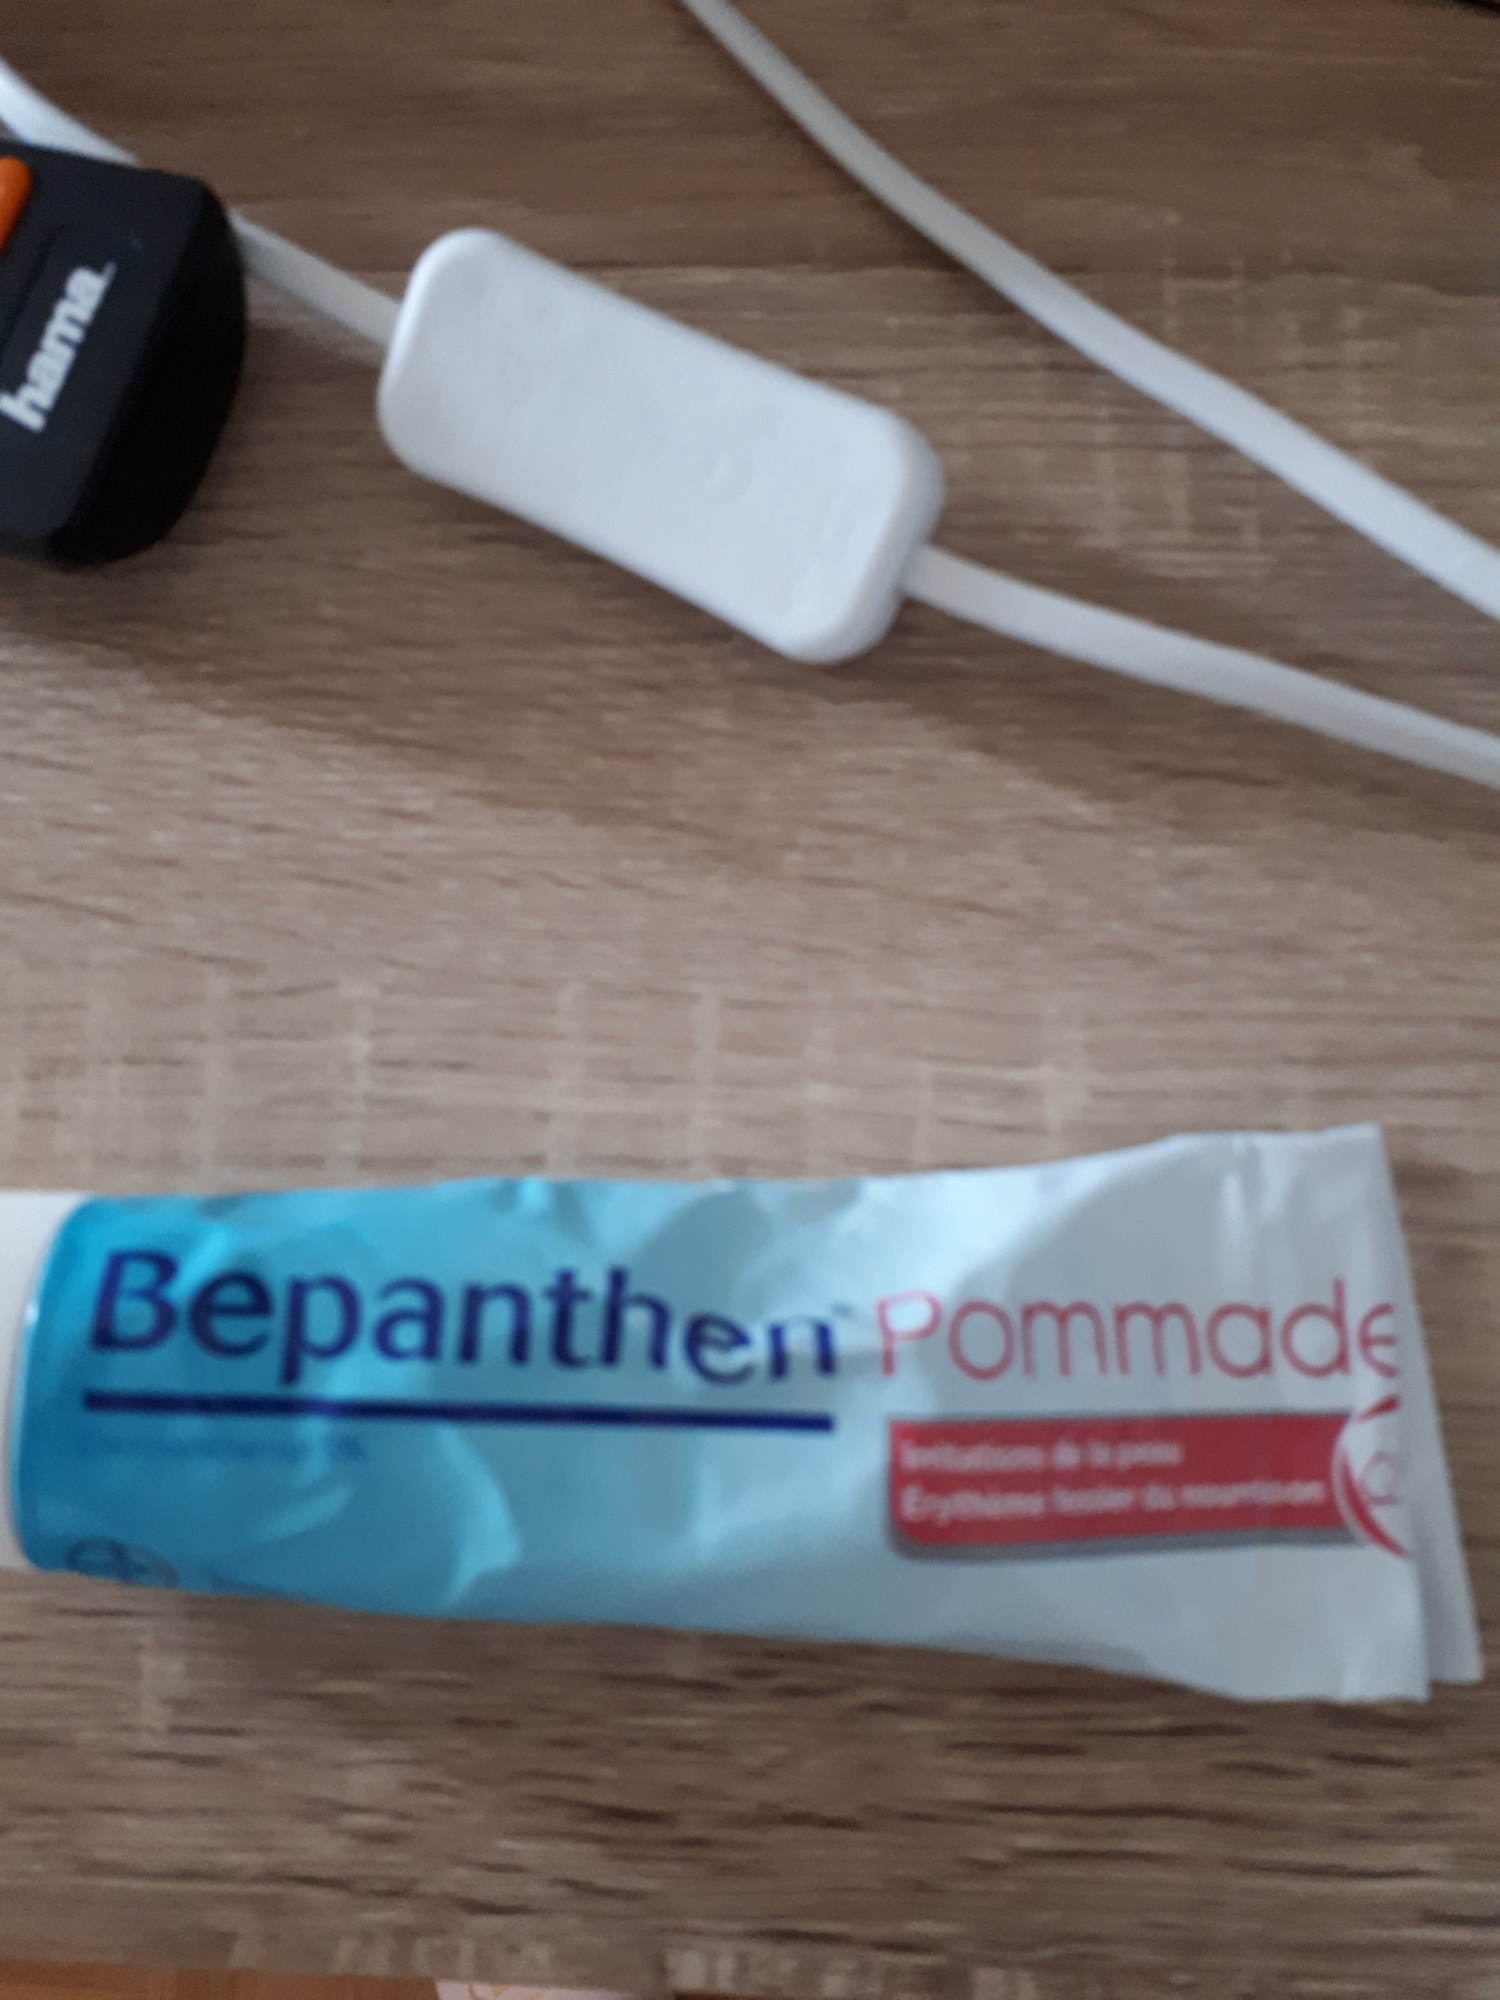 hama.
Bepanthen Pommade
Irritations de la peau
Erythème fessier du nourrisson